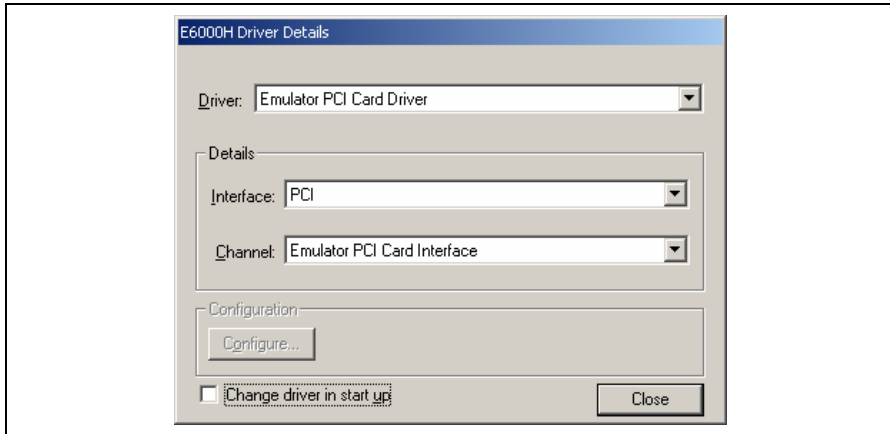 E6000H Driver Details
Driver: Emulator PCI Card Driver
Details
Interface: PCI
Channel: Emulator PCI Card Interface
Configuration
Configure...
Change driver in start up
Close